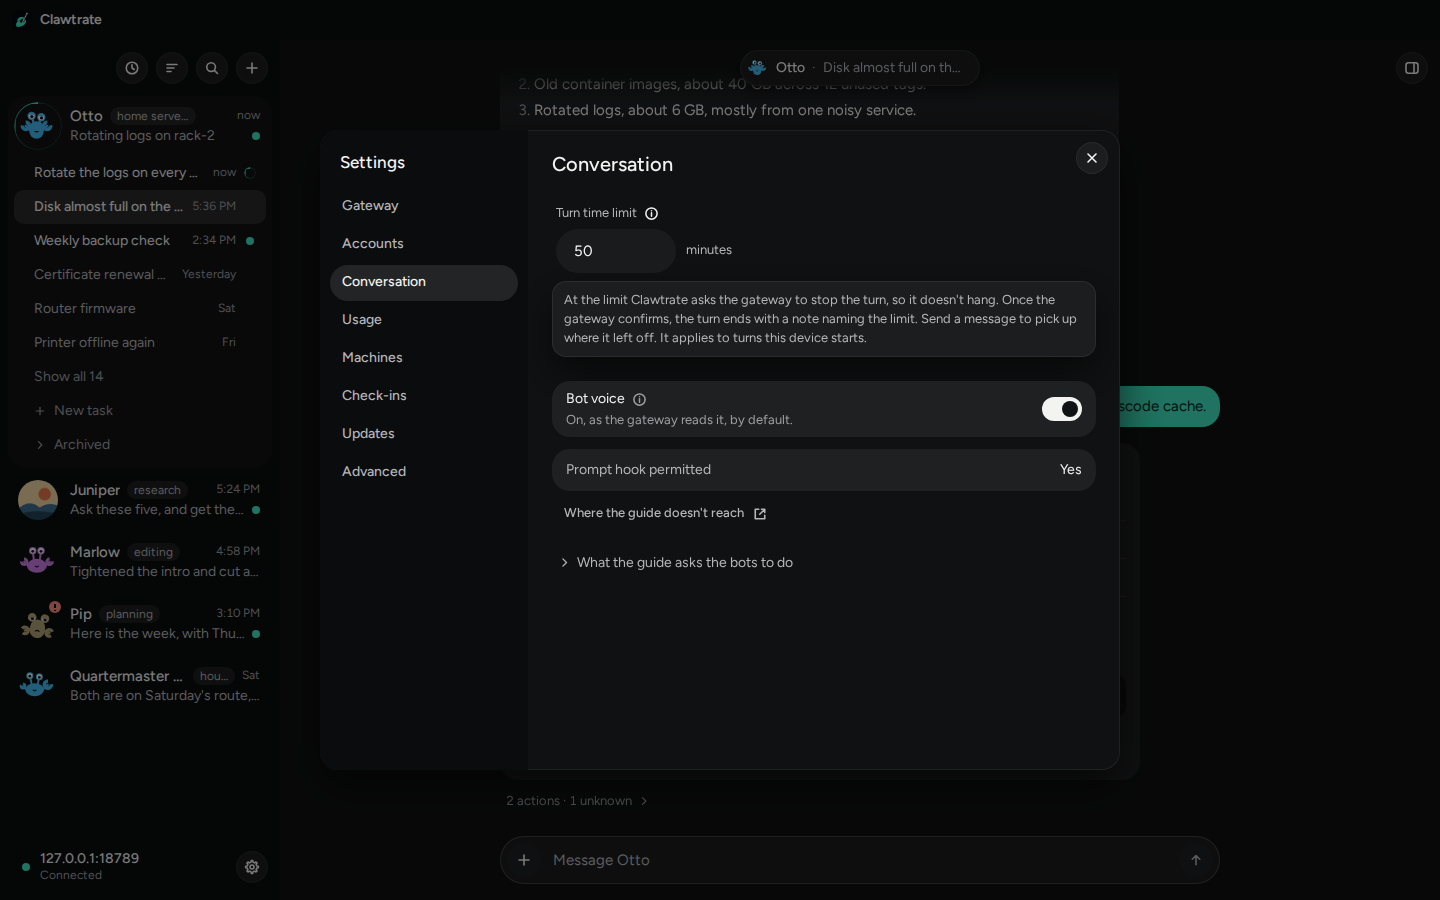 Clawtrate
Otto home serve... now
Rotating logs on rack-2
Rotate the logs on every ... now
Disk almost full on the ... 5:36 PM
Weekly backup check 2:34 PM
Certificate renewal ... Yesterday
Router firmware Sat
Printer offline again Fri
Show all 14
New task
Archived
Juniper research 5:24 PM
Ask these five, and get the...
Marlow editing 4:58 PM
Tightened the intro and cut a...
Pip planning 3:10 PM
Here is the week, with Thu...
Quartermaster ... hou... Sat
Both are on Saturday's route,...
127.0.0.1:18789
Connected
Otto · Disk almost full on th...
2. Old container images, about 40 GB across 12 unused tags.
3. Rotated logs, about 6 GB, mostly from one noisy service.
Settings
Gateway
Accounts
Conversation
Usage
Machines
Check-ins
Updates
Advanced
Conversation
Turn time limit
50 minutes
At the limit Clawtrate asks the gateway to stop the turn, so it doesn't hang. Once the
gateway confirms, the turn ends with a note naming the limit. Send a message to pick up
where it left off. It applies to turns this device starts.
Bot voice
On, as the gateway reads it, by default.
Prompt hook permitted Yes
Where the guide doesn't reach
What the guide asks the bots to do
scode cache.
2 actions · 1 unknown
Message Otto